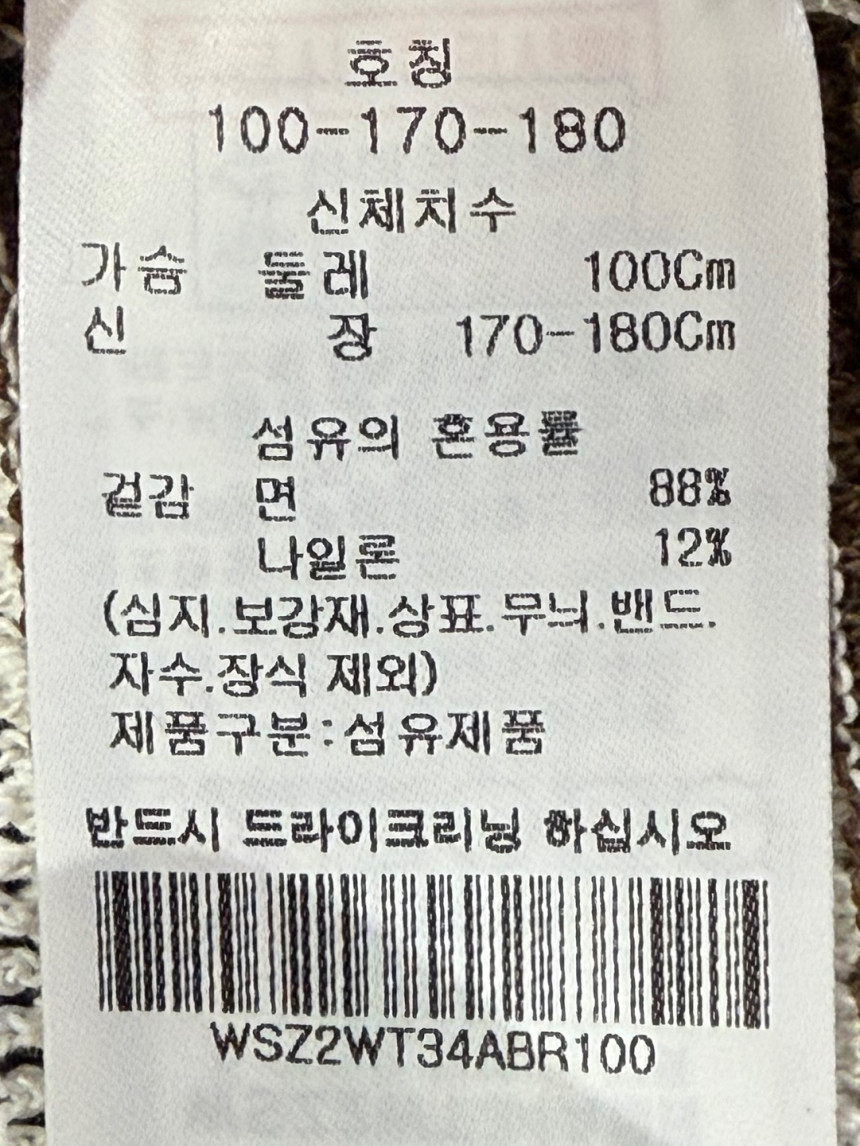 호칭
100-170-180
신체치수
가슴 둘레 100Cm
신 장 170-180Cm
섬유의 혼용률
겉감 면 88%
나일론 12%
(심지.보강재.상표.무늬.밴드.
자수.장식 제외)
제품구분:섬유제품
반드시 드라이크리닝 하십시오
WSZ2WT34ABR100